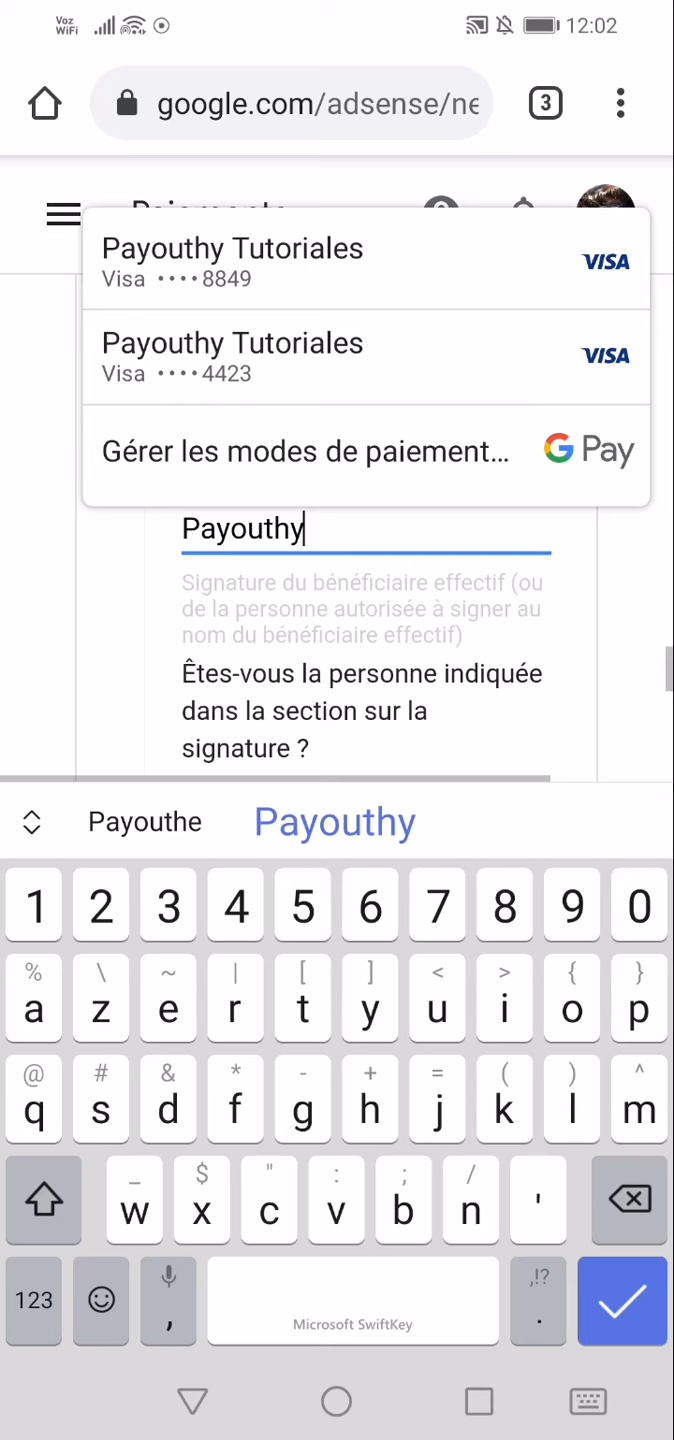 Voz
WiFi
12:02
google.com/adsense/ne
3
Payouthy Tutoriales
Visa ····8849
VISA
Payouthy Tutoriales
Visa ····4423
VISA
Gérer les modes de paiement...
G Pay
Payouthy
Signature du bénéficiaire effectif (ou
de la personne autorisée à signer au
nom du bénéficiaire effectif)
Êtes-vous la personne indiquée
dans la section sur la
signature ?
Payouthe Payouthy
1 2 3 4 5 6 7 8 9 0
% \ ~ | [ ] < > { }
a z e r t y u i o p
@ # & * - + = ( ) ^
q s d f g h j k l m
_ $ " : ; /
w x c v b n '
,!?
123 , .
Microsoft SwiftKey